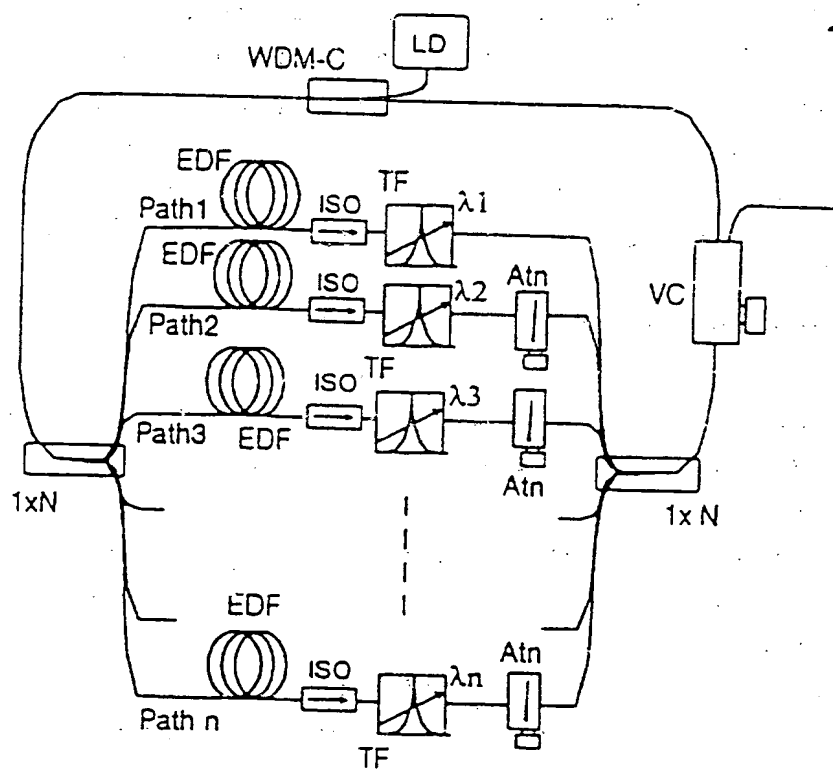 LD
WDM-C
EDF
TF
λ1
ISO
Path1
EDF
Atn
ISO
λ2
VC
Path2
TF
ISO
λ3
Path3
EDF
Atn
1xN
1x N
EDF
Atn
ISO
λn
Path n
TF